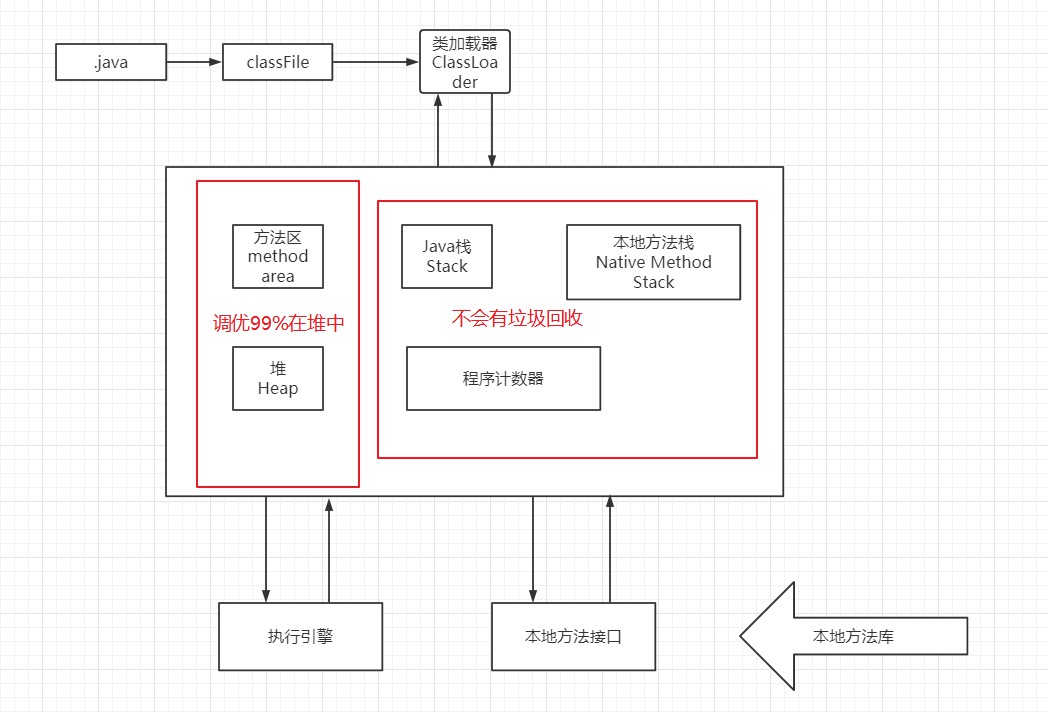 .java
classFile
类加载器
ClassLoa
der
方法区
method
area
Java栈
Stack
本地方法栈
Native Method
Stack
调优99%在堆中
不会有垃圾回收
堆
Heap
程序计数器
执行引擎
本地方法接口
本地方法库